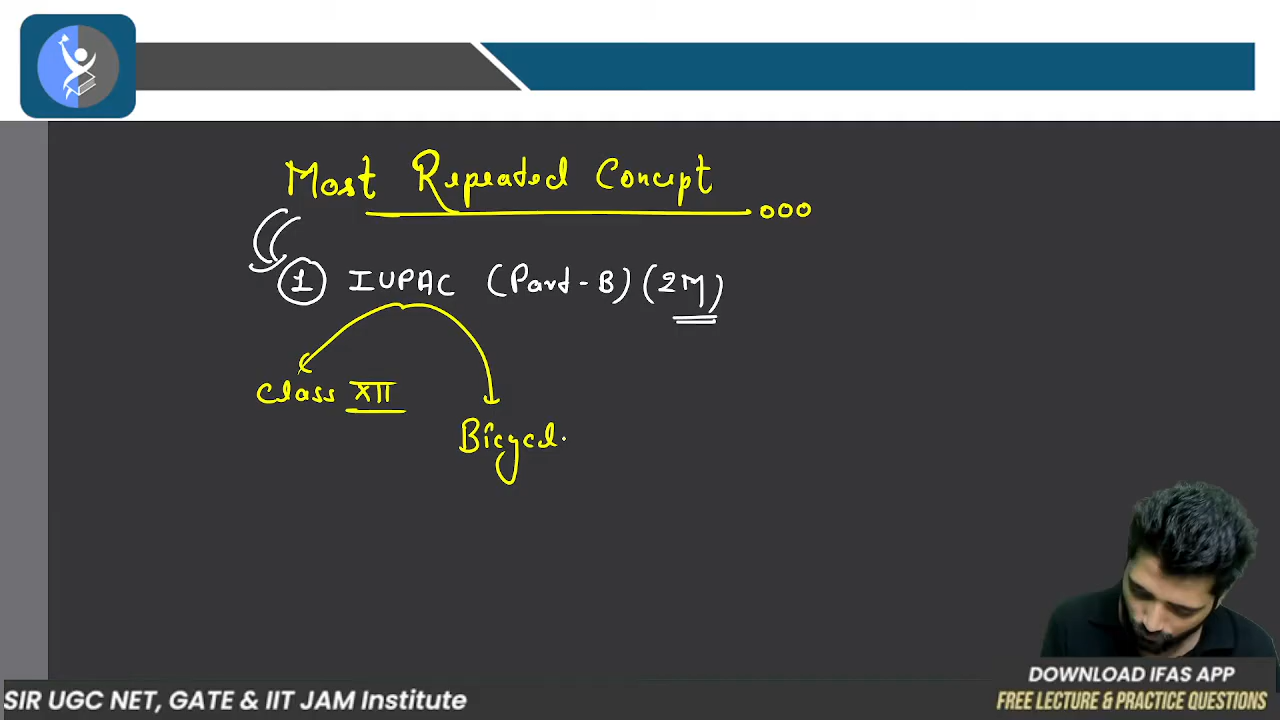 Most Repeated Concept
1 IUPAC (Part-B) (2M)
Class XII
Bicycl.
DOWNLOAD IFAS APP
SIR UGC NET, GATE & IIT JAM Institute
FREE LECTURE & PRACTICE QUESTIONS